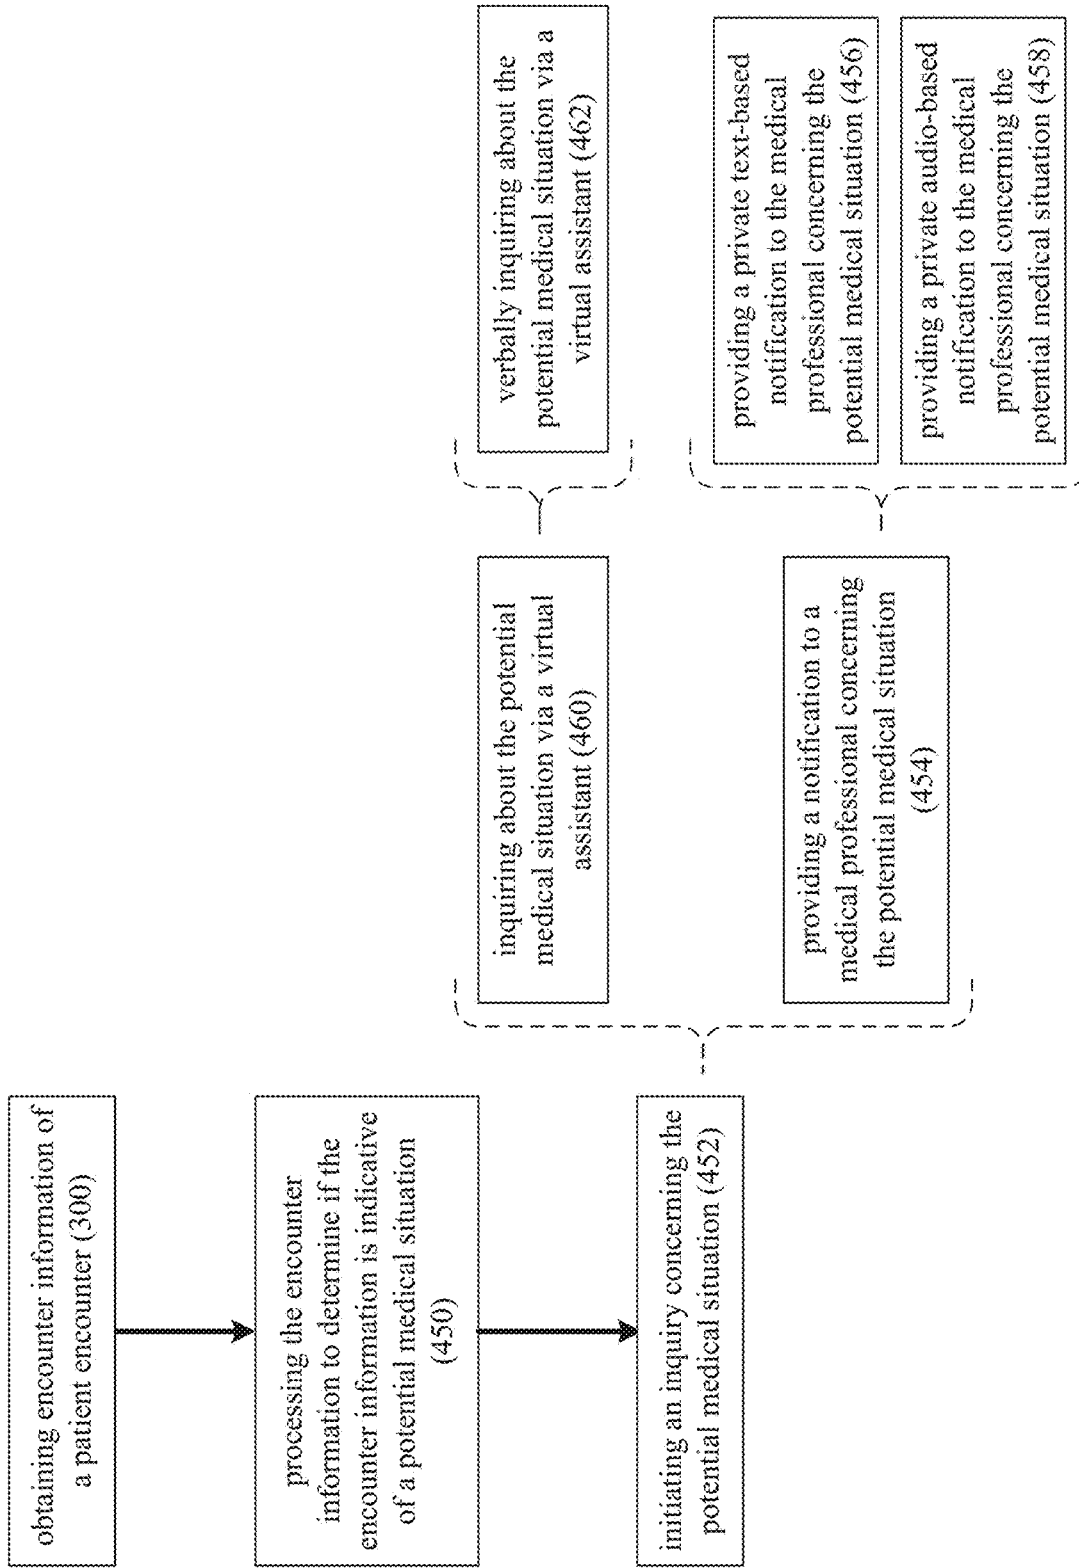 obtaining encounter information of
a patient encounter (300)
processing the encounter
information to determine if the
encounter information is indicative
of a potential medical situation
(450)
initiating an inquiry concerning the
potential medical situation (452)
inquiring about the potential
medical situation via a virtual
assistant (460)
providing a notification to a
medical professional concerning
the potential medical situation
(454)
verbally inquiring about the
potential medical situation via a
virtual assistant (462)
providing a private text-based
notification to the medical
professional concerning the
potential medical situation (456)
providing a private audio-based
notification to the medical
professional concerning the
potential medical situation (458)